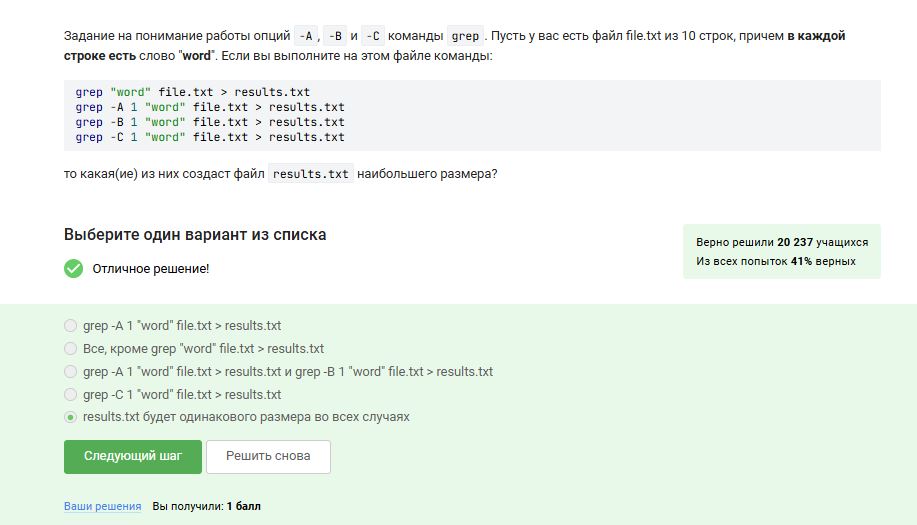 Задание на понимание работы опций -A, -B и -C команды grep. Пусть у вас есть файл file.txt из 10 строк, причем в каждой
строке есть слово "word". Если вы выполните на этом файле команды:
grep "word" file.txt > results.txt
grep -A 1 "word" file.txt > results.txt
grep -B 1 "word" file.txt > results.txt
grep -C 1 "word" file.txt > results.txt
то какая(ие) из них создаст файл results.txt наибольшего размера?
Выберите один вариант из списка
Отличное решение!
Верно решили 20 237 учащихся
Из всех попыток 41% верных
grep -A 1 "word" file.txt > results.txt
Все, кроме grep "word" file.txt > results.txt
grep -A 1 "word" file.txt > results.txt и grep -B 1 "word" file.txt > results.txt
grep -C 1 "word" file.txt > results.txt
results.txt будет одинакового размера во всех случаях
Следующий шаг
Решить снова
Ваши решения Вы получили: 1 балл